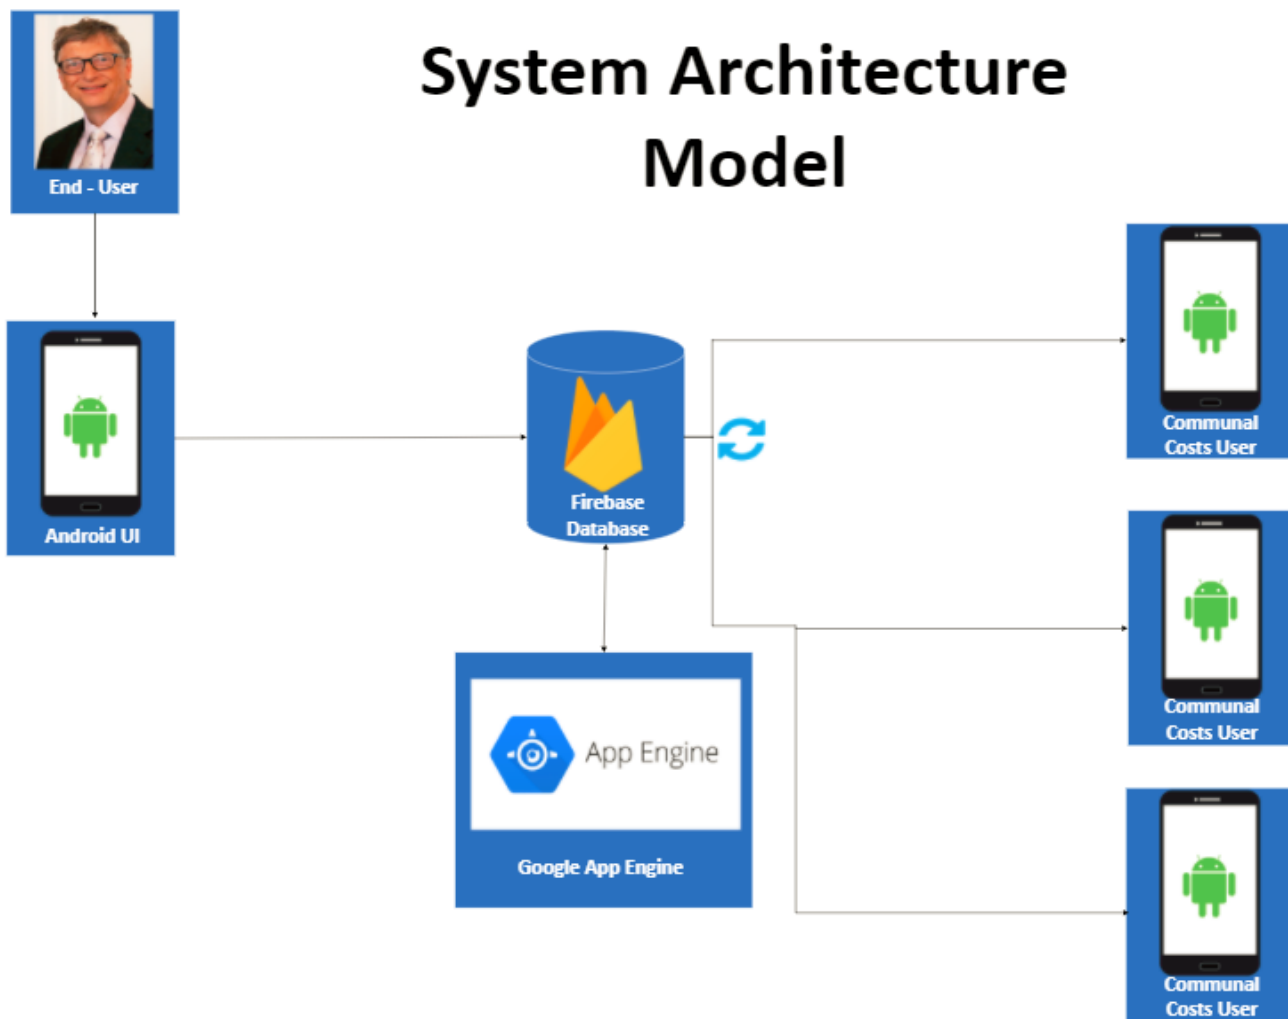 System Architecture
Model
End - User
Android UI
Firebase
Database
App Engine
Google App Engine
Communal
Costs User
Communal
Costs User
Communal
Costs User